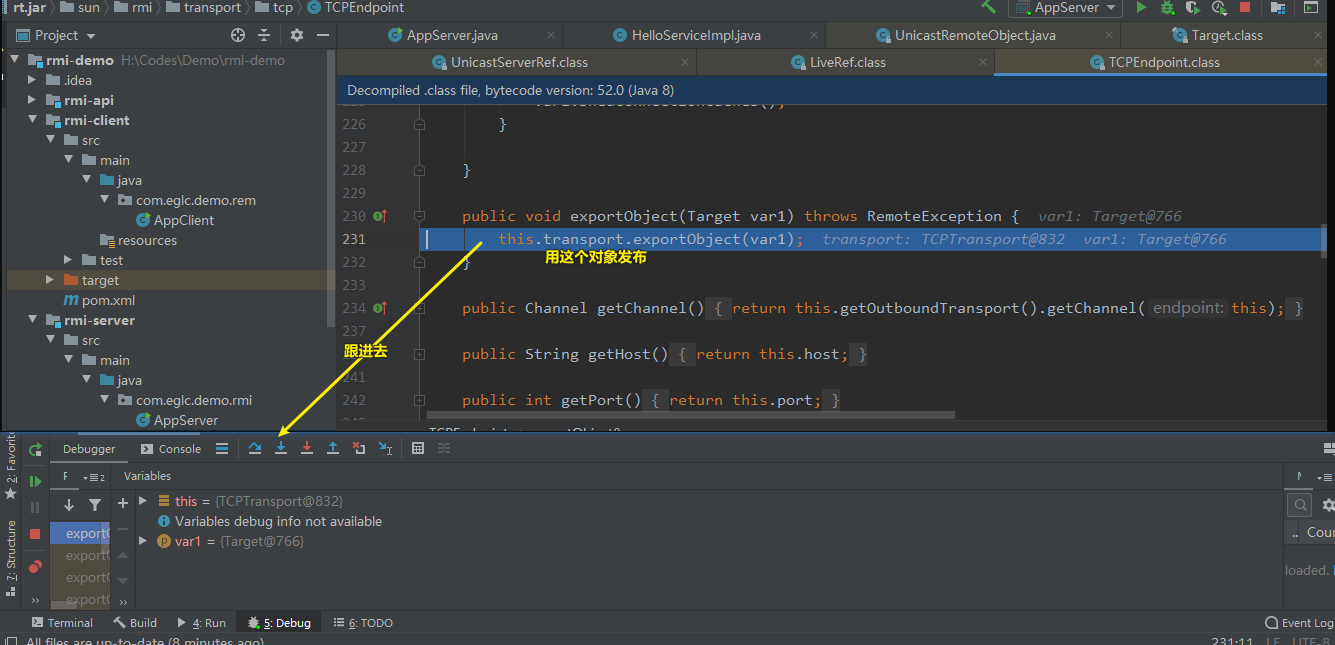 rt.jar sun rmi transport tcp TCPEndpoint
AppServer
Project
AppServer.java HelloServiceImpl.java UnicastRemoteObject.java Target.class
UnicastServerRef.class LiveRef.class TCPEndpoint.class
rmi-demo H:\Codes\Demo\rmi-demo
.idea
rmi-api
rmi-client
src
main
java
com.eglc.demo.rem
AppClient
resources
test
target
pom.xml
rmi-server
src
main
java
com.eglc.demo.rmi
AppServer
Decompiled .class file, bytecode version: 52.0 (Java 8)
226 }
227
228 }
229
230 public void exportObject(Target var1) throws RemoteException { var1: Target@766
231 this.transport.exportObject(var1); transport: TCPTransport@832 var1: Target@766
232 }
用这个对象发布
233
234 public Channel getChannel() { return this.getOutboundTransport().getChannel( endpoint: this); }
237
跟进去
public String getHost() { return this.host; }
241
242 public int getPort() { return this.port; }
2: Favorite
7: Structure
Debugger Console
F 2 Variables
this = {TCPTransport@832}
Variables debug info not available
var1 = {Target@766}
export
export
export
export
.. Cour
loaded.
Terminal Build 4: Run 5: Debug 6: TODO Event Log
All files are up-to-date (8 minutes ago) 231:11 LF UTF-8